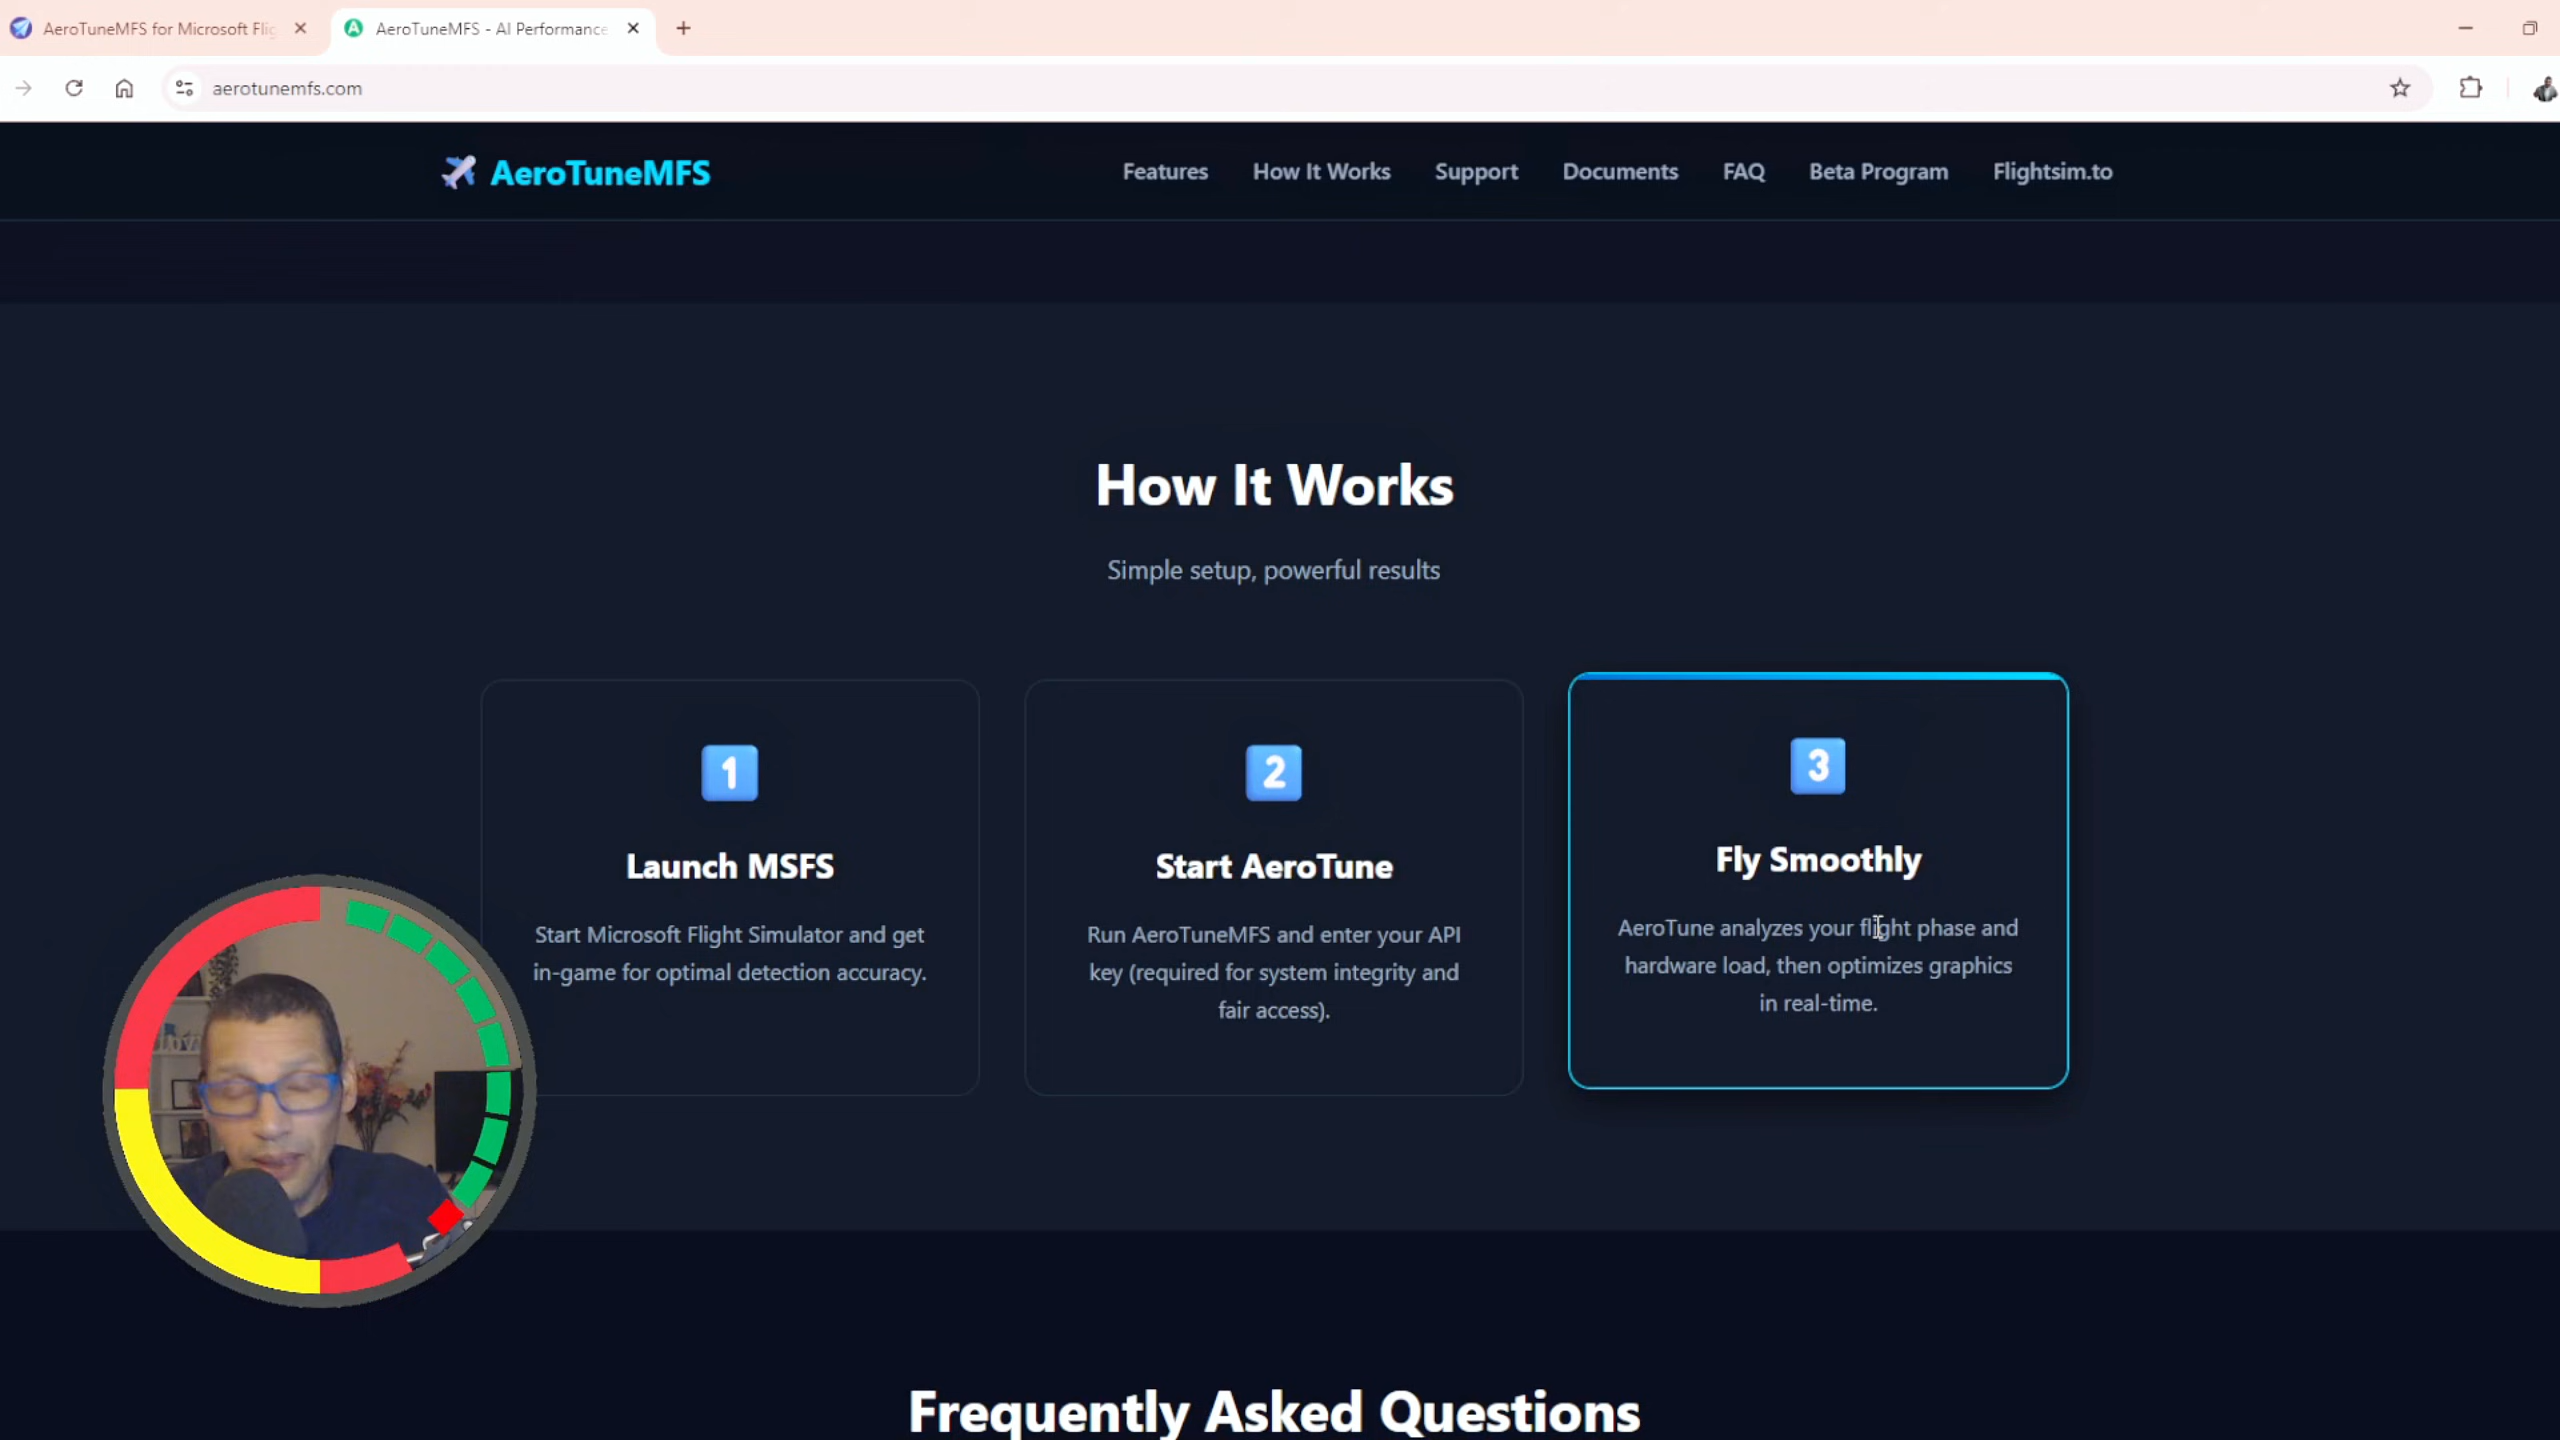 AeroTuneMFS for Microsoft Flig
AeroTuneMFS - AI Performance
aerotunemfs.com
AeroTuneMFS
Features
How It Works
Support
Documents
FAQ
Beta Program
Flightsim.to
How It Works
Simple setup, powerful results
1
Launch MSFS
Start Microsoft Flight Simulator and get
in-game for optimal detection accuracy.
2
Start AeroTune
Run AeroTuneMFS and enter your API
key (required for system integrity and
fair access).
3
Fly Smoothly
AeroTune analyzes your flight phase and
hardware load, then optimizes graphics
in real-time.
Frequently Asked Questions